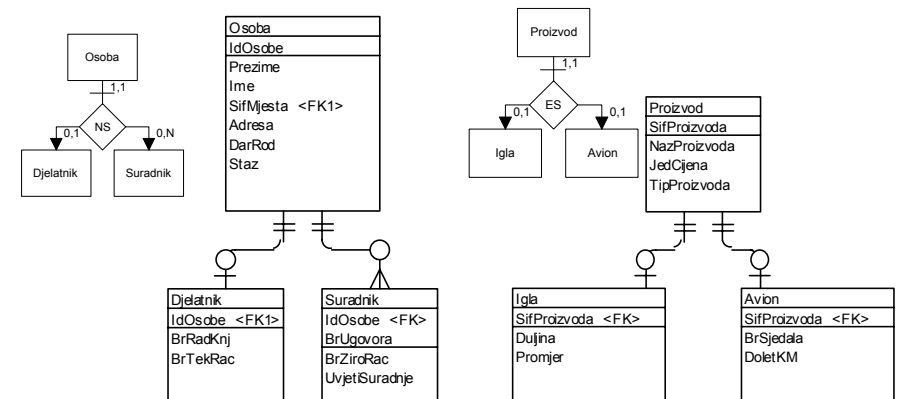 Osoba
1,1
NS
0,1
0,N
Djelatnik
Suradnik
Osoba
IdOsobe
Prezime
Ime
SifMjesta <FK1>
Adresa
DarRod
Staz
Djelatnik
IdOsobe <FK1>
BrRadKnj
BrTekRac
Suradnik
IdOsobe <FK>
BrUgovora
BrZiroRac
UvjetiSuradnje
Proizvod
1,1
ES
0,1
0,1
Igla
Avion
Proizvod
SifProizvoda
NazProizvoda
JedCijena
TipProizvoda
Igla
SifProizvoda <FK>
Duljina
Promjer
Avion
SifProizvoda <FK>
BrSjedala
DoletKM